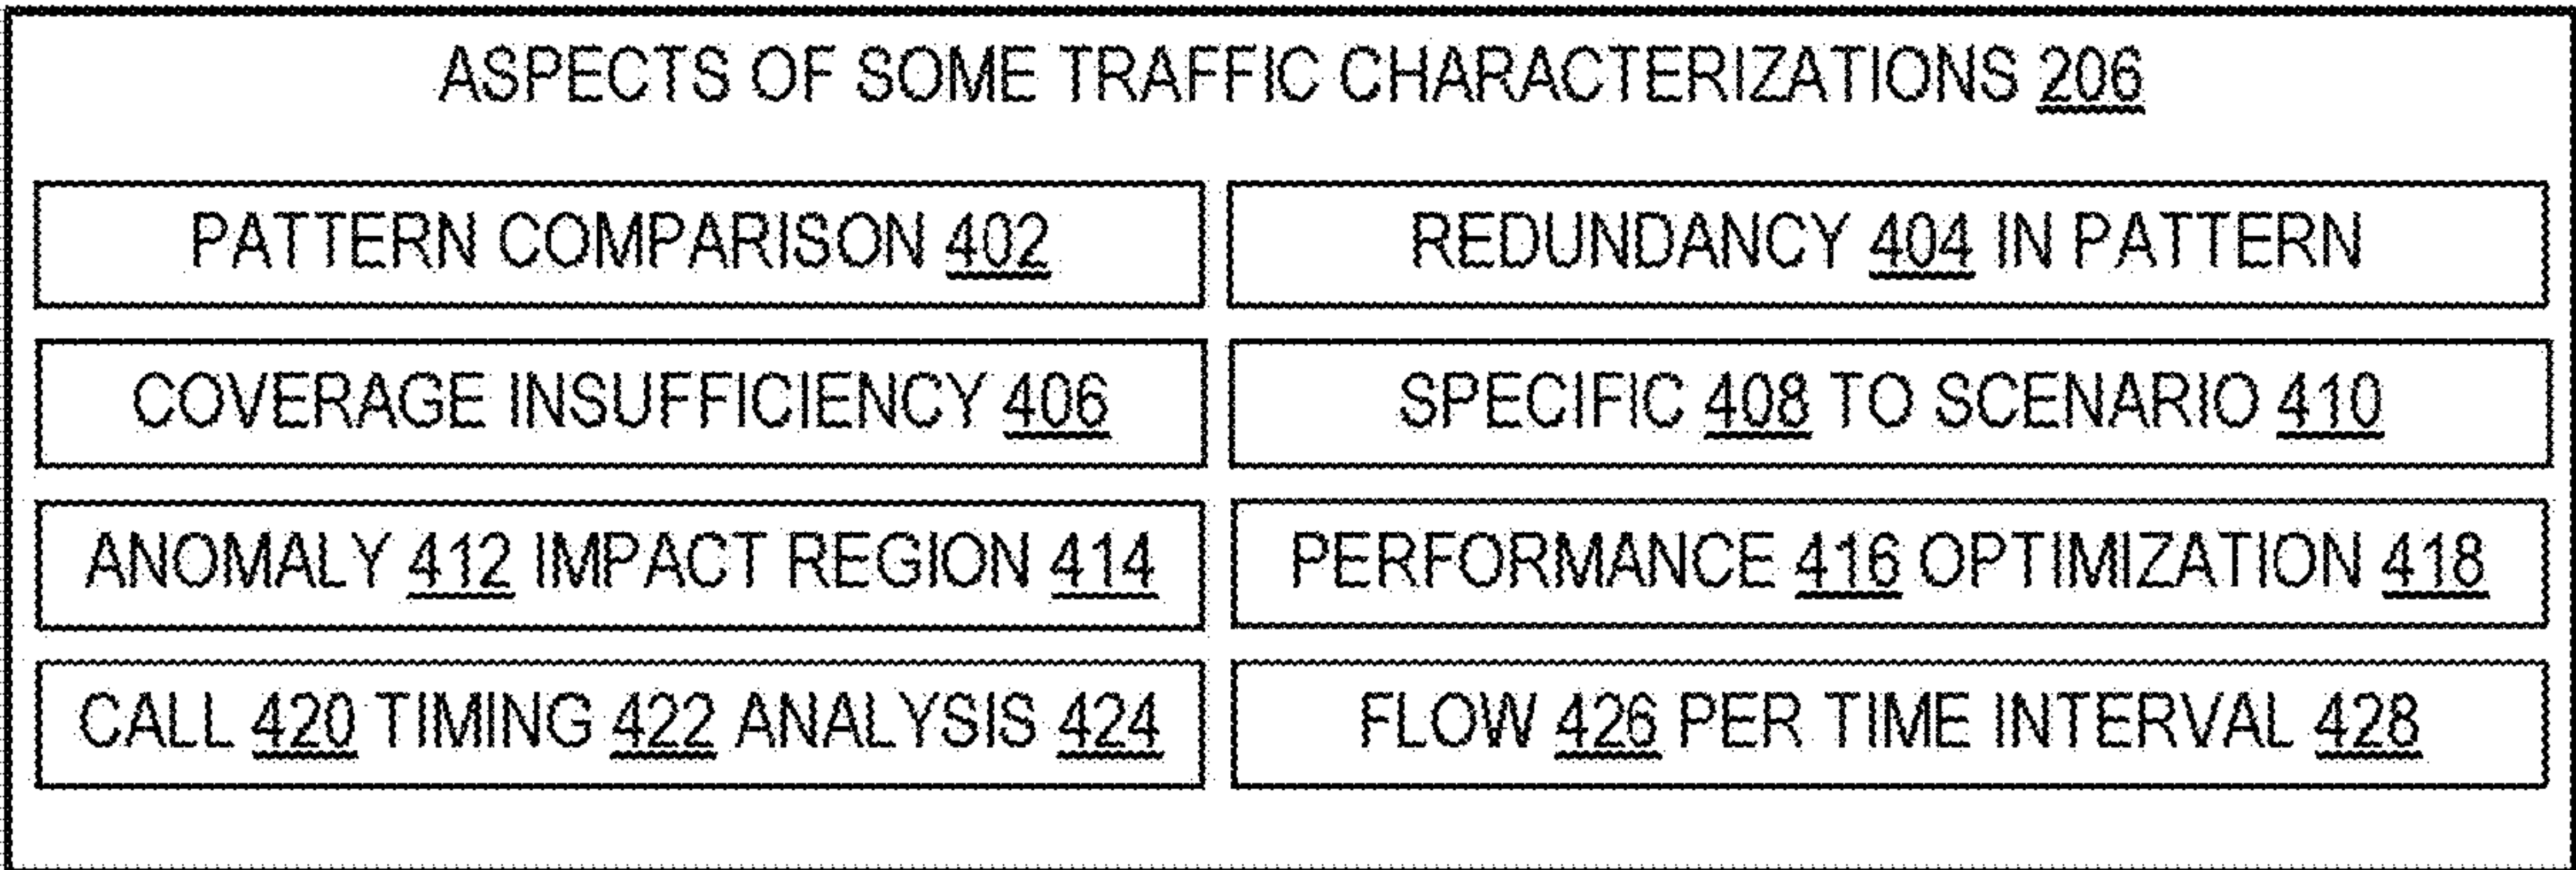 ASPECTS OF SOME TRAFFIC CHARACTERIZATIONS 206
PATTERN COMPARISON 402
REDUNDANCY 404 IN PATTERN
COVERAGE INSUFFICIENCY 406
SPECIFIC 408 TO SCENARIO 410
ANOMALY 412 IMPACT REGION 414
PERFORMANCE 416 OPTIMIZATION 418
CALL 420 TIMING 422 ANALYSIS 424
FLOW 426 PER TIME INTERVAL 428